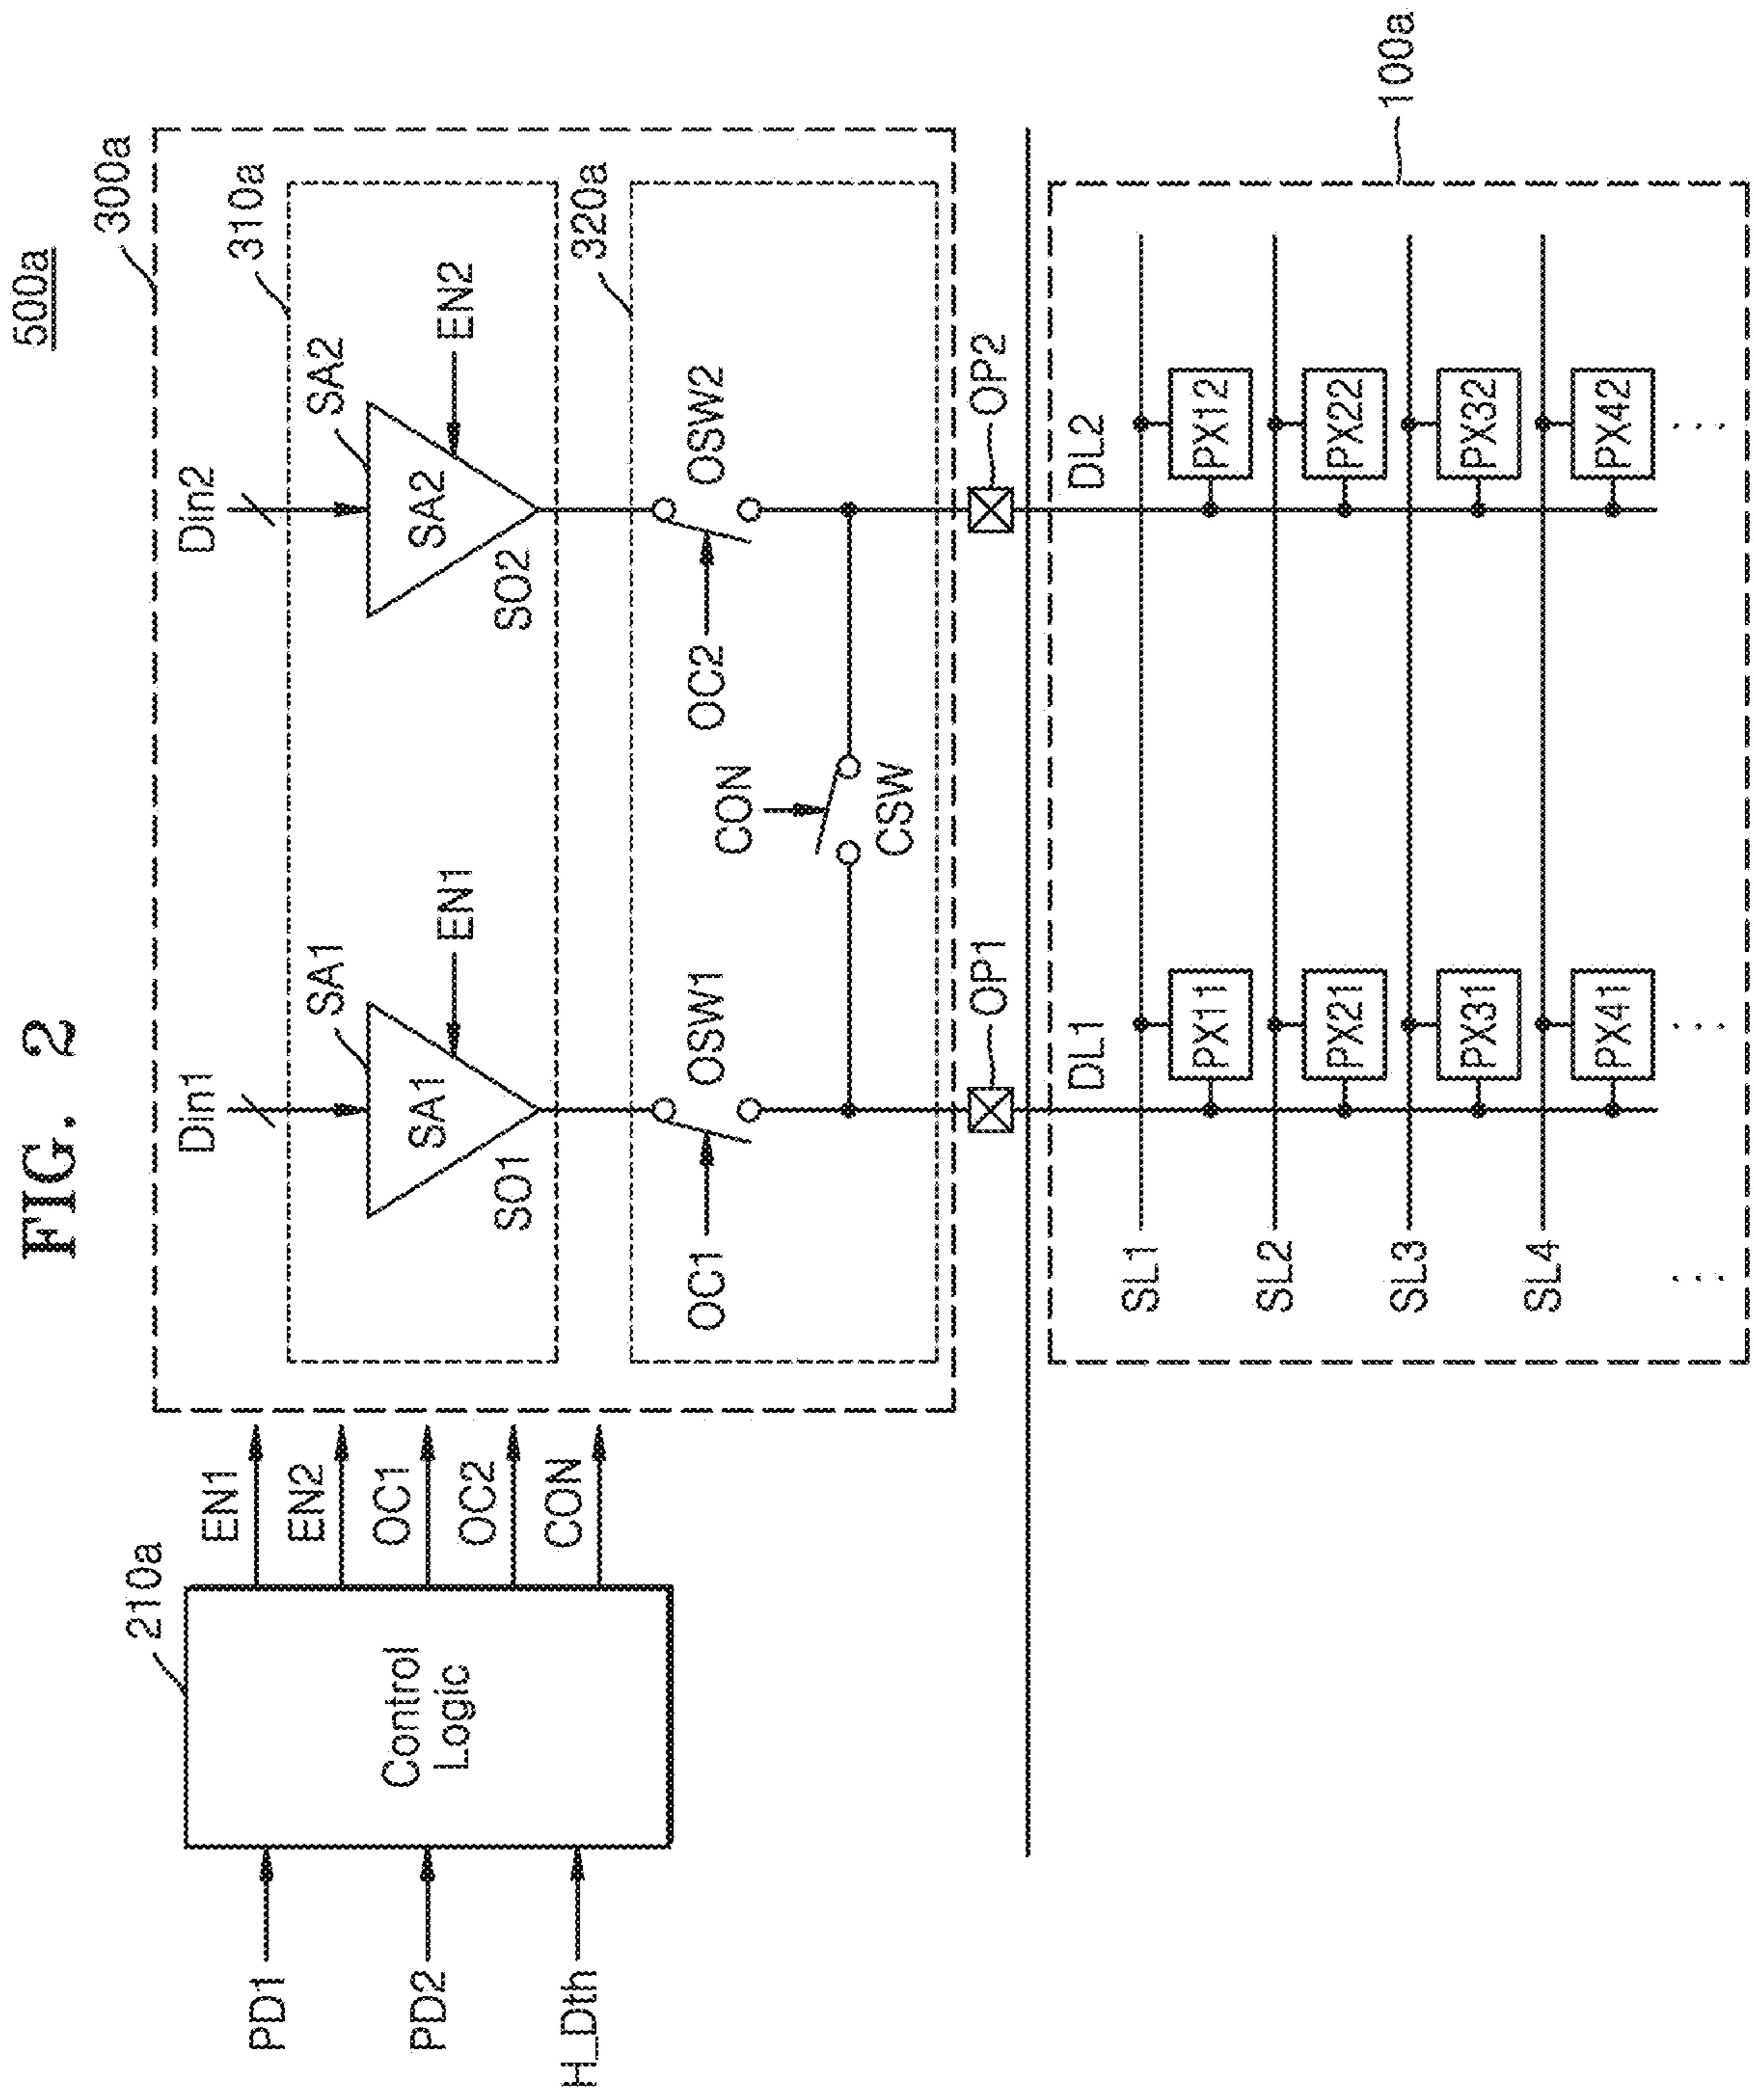 FIG. 2
500a
300a
310a
320a
210a
PD1
PD2
H_Dth
Control
Logic
EN1
EN2
OC1
OC2
CON
Din1
Din2
SA1
SA1
EN1
SO1
SA2
SA2
EN2
SO2
OC1
OSW1
CON
CSW
OC2
OSW2
OP1
OP2
100a
DL1
DL2
SL1
PX11
PX12
SL2
PX21
PX22
SL3
PX31
PX32
SL4
PX41
PX42